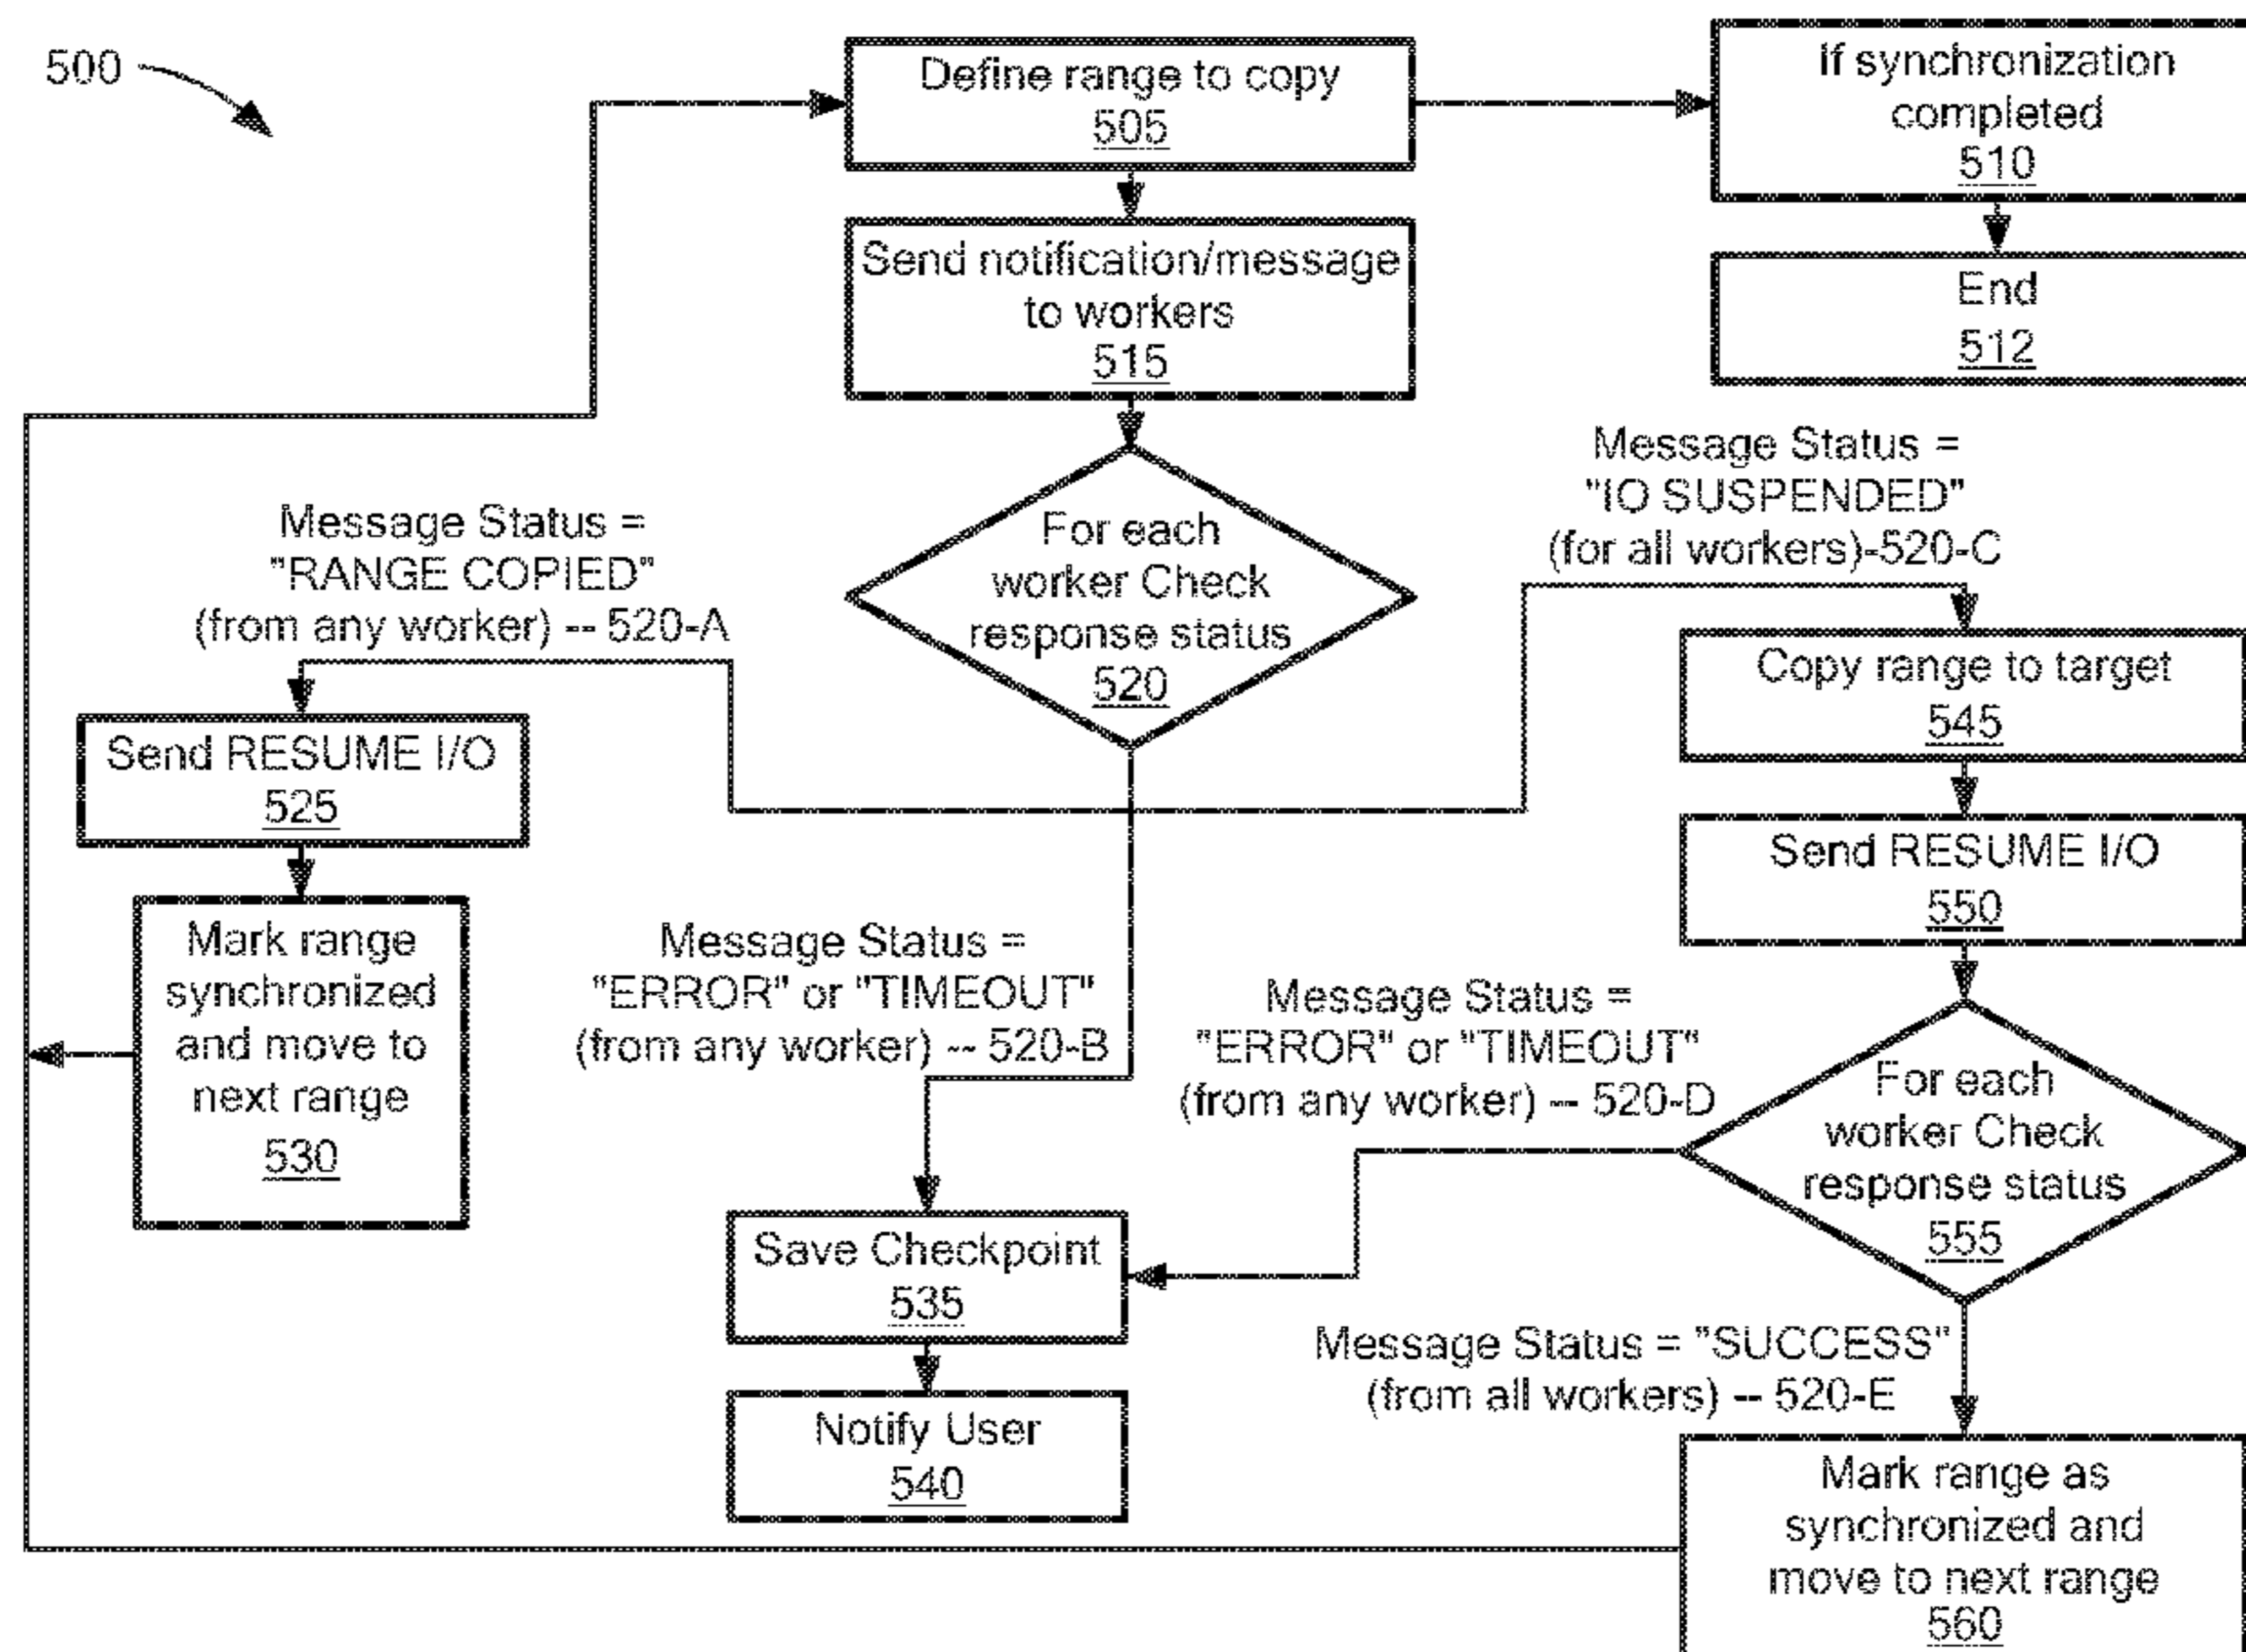 500
Define range to copy
505
If synchronization
completed
510
End
512
Send notification/message
to workers
515
For each
worker Check
response status
520
Message Status =
"RANGE COPIED"
(from any worker) -- 520-A
Message Status =
"IO SUSPENDED"
(for all workers)-520-C
Send RESUME I/O
525
Mark range
synchronized
and move to
next range
530
Message Status =
"ERROR" or "TIMEOUT"
(from any worker) -- 520-B
Copy range to target
545
Send RESUME I/O
550
Message Status =
"ERROR" or "TIMEOUT"
(from any worker) -- 520-D
For each
worker Check
response status
555
Save Checkpoint
535
Notify User
540
Message Status = "SUCCESS"
(from all workers) -- 520-E
Mark range as
synchronized and
move to next range
560